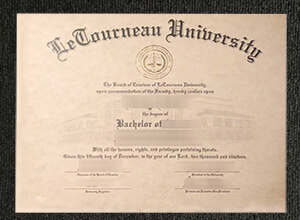 LeTourneau University
The Board of Trustees of LeTourneau University,
upon recommendation of the Faculty, hereby confers upon
the degree of
Bachelor of
With all the honors, rights, and privileges pertaining thereto.
Given this fifteenth day of December, in the year of our Lord, two thousand and nineteen.